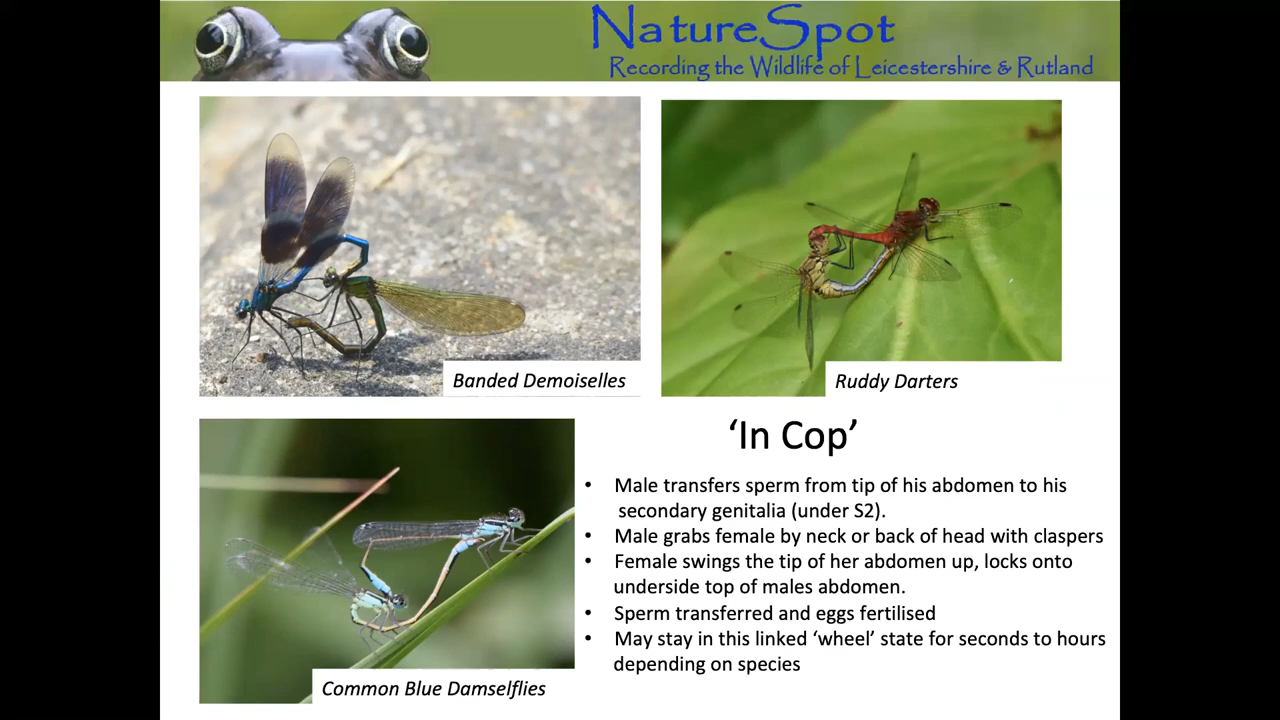 NatureSpot
Recording the Wildlife of Leicestershire & Rutland
Banded Demoiselles
Ruddy Darters
Common Blue Damselflies
‘In Cop’
• Male transfers sperm from tip of his abdomen to his
secondary genitalia (under S2).
• Male grabs female by neck or back of head with claspers
• Female swings the tip of her abdomen up, locks onto
underside top of males abdomen.
• Sperm transferred and eggs fertilised
• May stay in this linked ‘wheel’ state for seconds to hours
depending on species